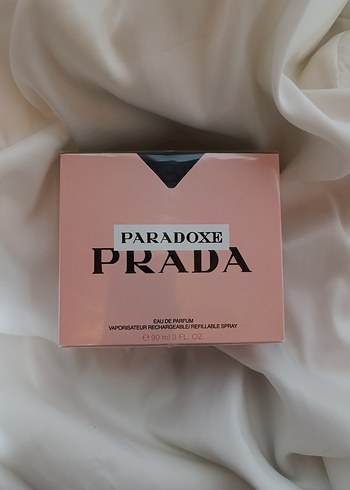 PARADOXE
PRADA
EAU DE PARFUM
VAPORISATEUR RECHARGEABLE/ REFILLABLE SPRAY
℮ 90 ml 3 FL. OZ.